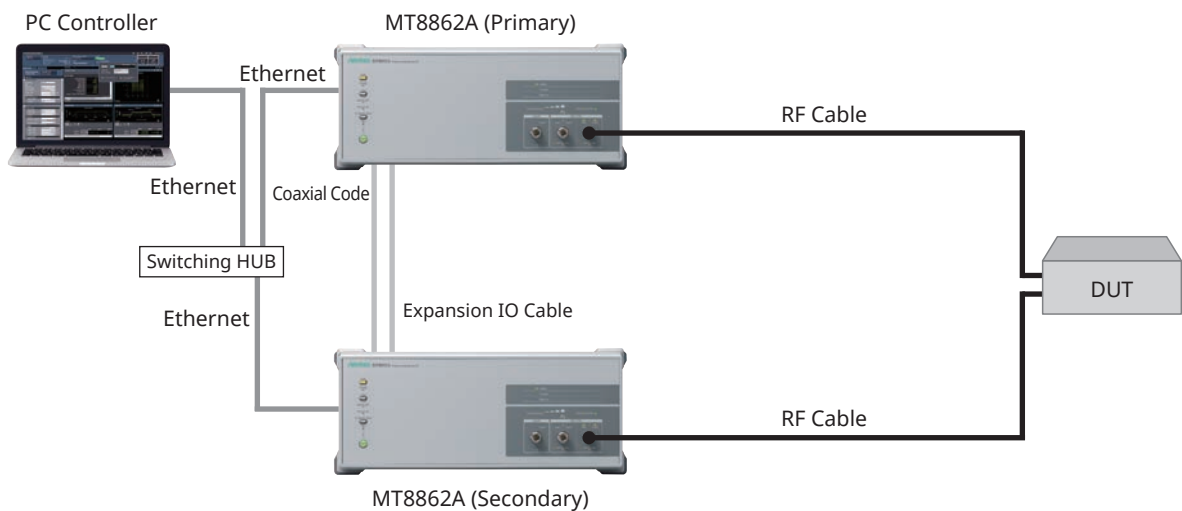 PC Controller
MT8862A (Primary)
Ethernet
RF Cable
Ethernet
Coaxial Code
Switching HUB
DUT
Ethernet
Expansion IO Cable
RF Cable
MT8862A (Secondary)